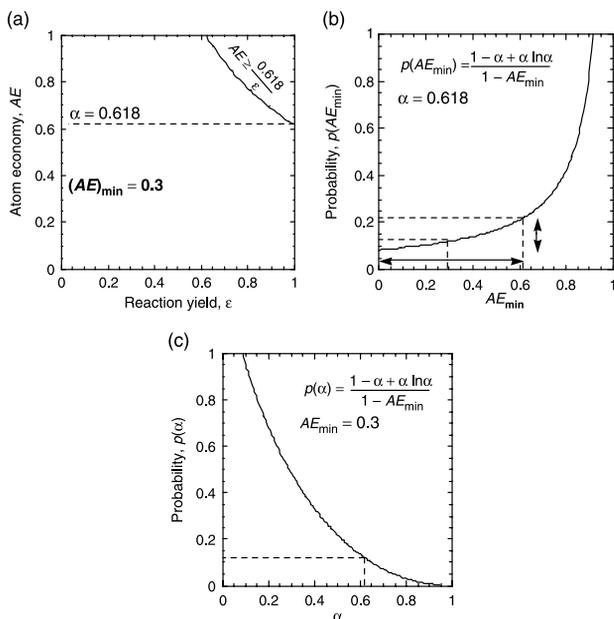 (a)
1
0.8
0.6
0.4
0.2
0
Atom economy, AE
AE ≥ 0.618/ε
α = 0.618
(AE)min = 0.3
0 0.2 0.4 0.6 0.8 1
Reaction yield, ε
(b)
1
0.8
0.6
0.4
0.2
0
Probability, p(AEmin)
p(AEmin) = (1 − α + α lnα)/(1 − AEmin)
α = 0.618
0 0.2 0.4 0.6 0.8 1
AEmin
(c)
1
0.8
0.6
0.4
0.2
0
Probability, p(α)
p(α) = (1 − α + α lnα)/(1 − AEmin)
AEmin = 0.3
0 0.2 0.4 0.6 0.8 1
α